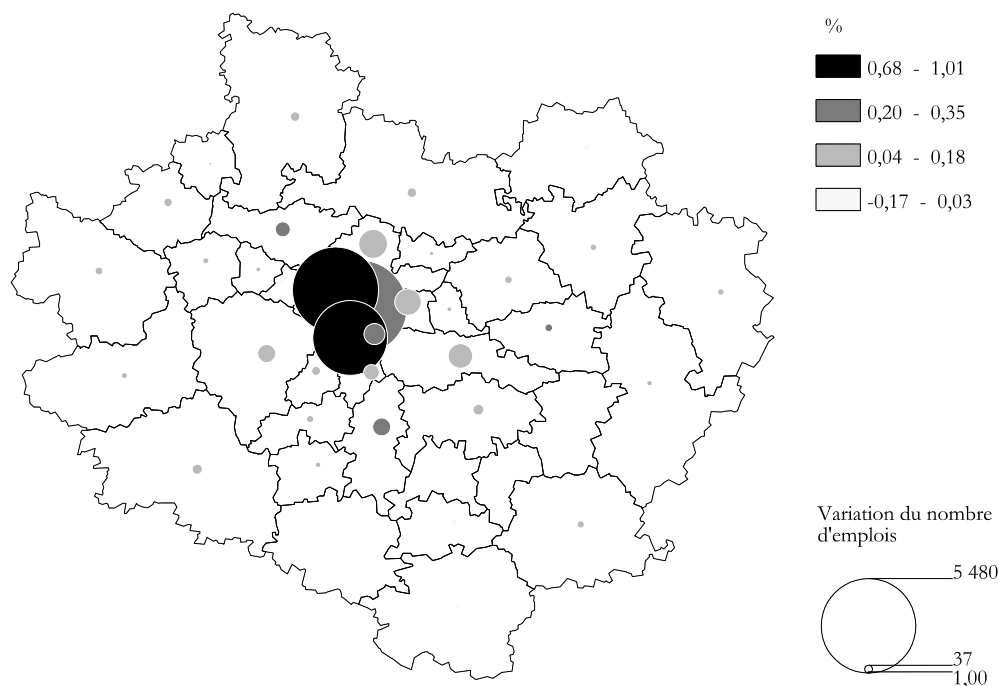 %
0,68 - 1,01
0,20 - 0,35
0,04 - 0,18
-0,17 - 0,03
Variation du nombre
d'emplois
5 480
37
1,00